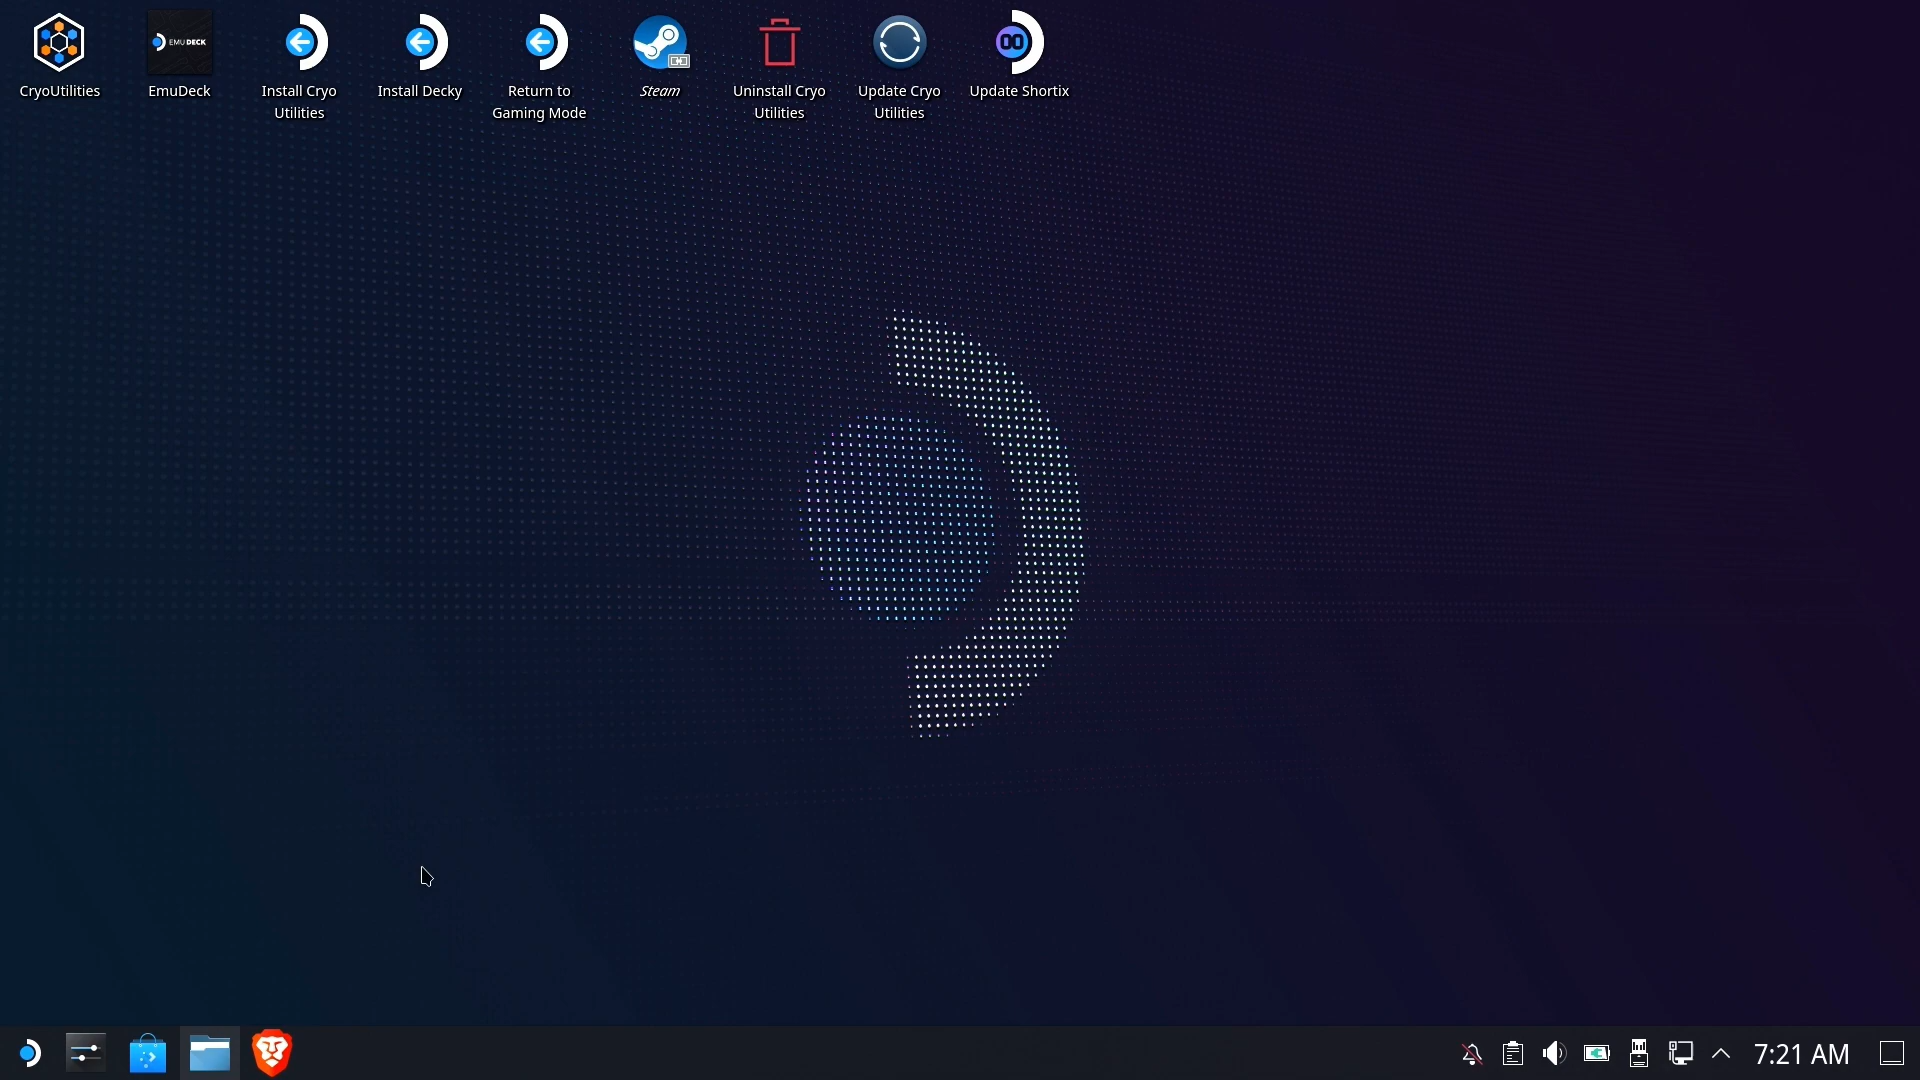 CryoUtilities
EMUDECK
EmuDeck
Install Cryo
Utilities
Install Decky
Return to
Gaming Mode
Steam
Uninstall Cryo
Utilities
Update Cryo
Utilities
Update Shortix
7:21 AM